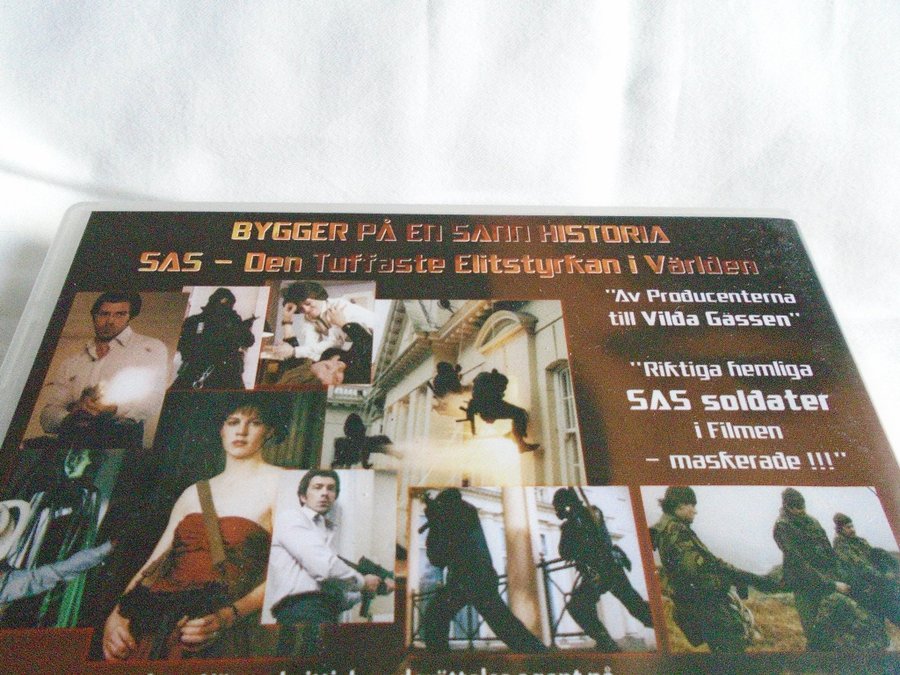 BYGGER PÅ EN SANN HISTORIA
SAS – Den Tuffaste Elitstyrkan i Världen
"Av Producenterna
till Vilda Gässen"
"Riktiga hemliga
SAS soldater
i Filmen
– maskerade !!!"